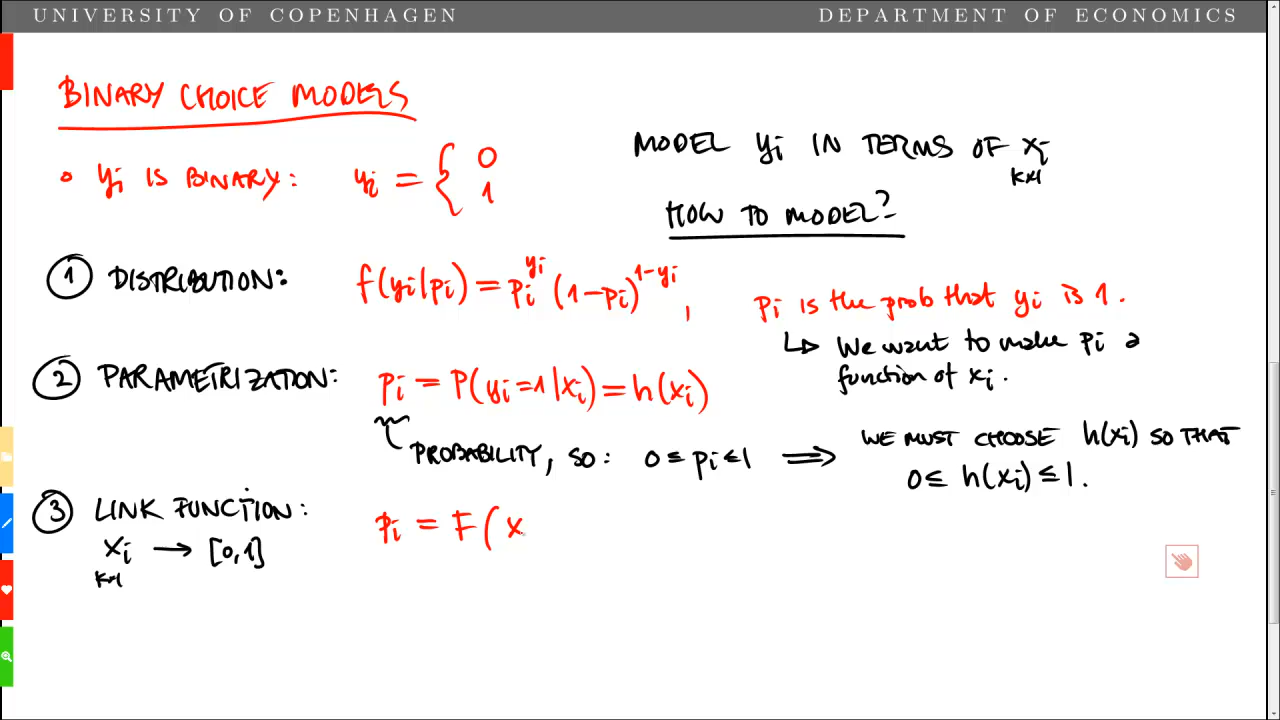 UNIVERSITY OF COPENHAGEN
DEPARTMENT OF ECONOMICS
BINARY CHOICE MODELS
• yi IS BINARY: yi = { 0 1
MODEL yi IN TERMS OF xi
k×1
HOW TO MODEL?
① DISTRIBUTION: f(yi|pi) = pi^yi (1-pi)^1-yi,
pi is the prob that yi is 1.
↳ We want to make pi a
function of xi.
② PARAMETRIZATION: pi = P(yi=1|xi) = h(xi)
PROBABILITY, SO: 0 ≤ pi ≤ 1 ⟹
WE MUST CHOOSE h(xi) SO THAT
0 ≤ h(xi) ≤ 1.
③ LINK FUNCTION: pi = F(x
xi → [0,1]
k×1